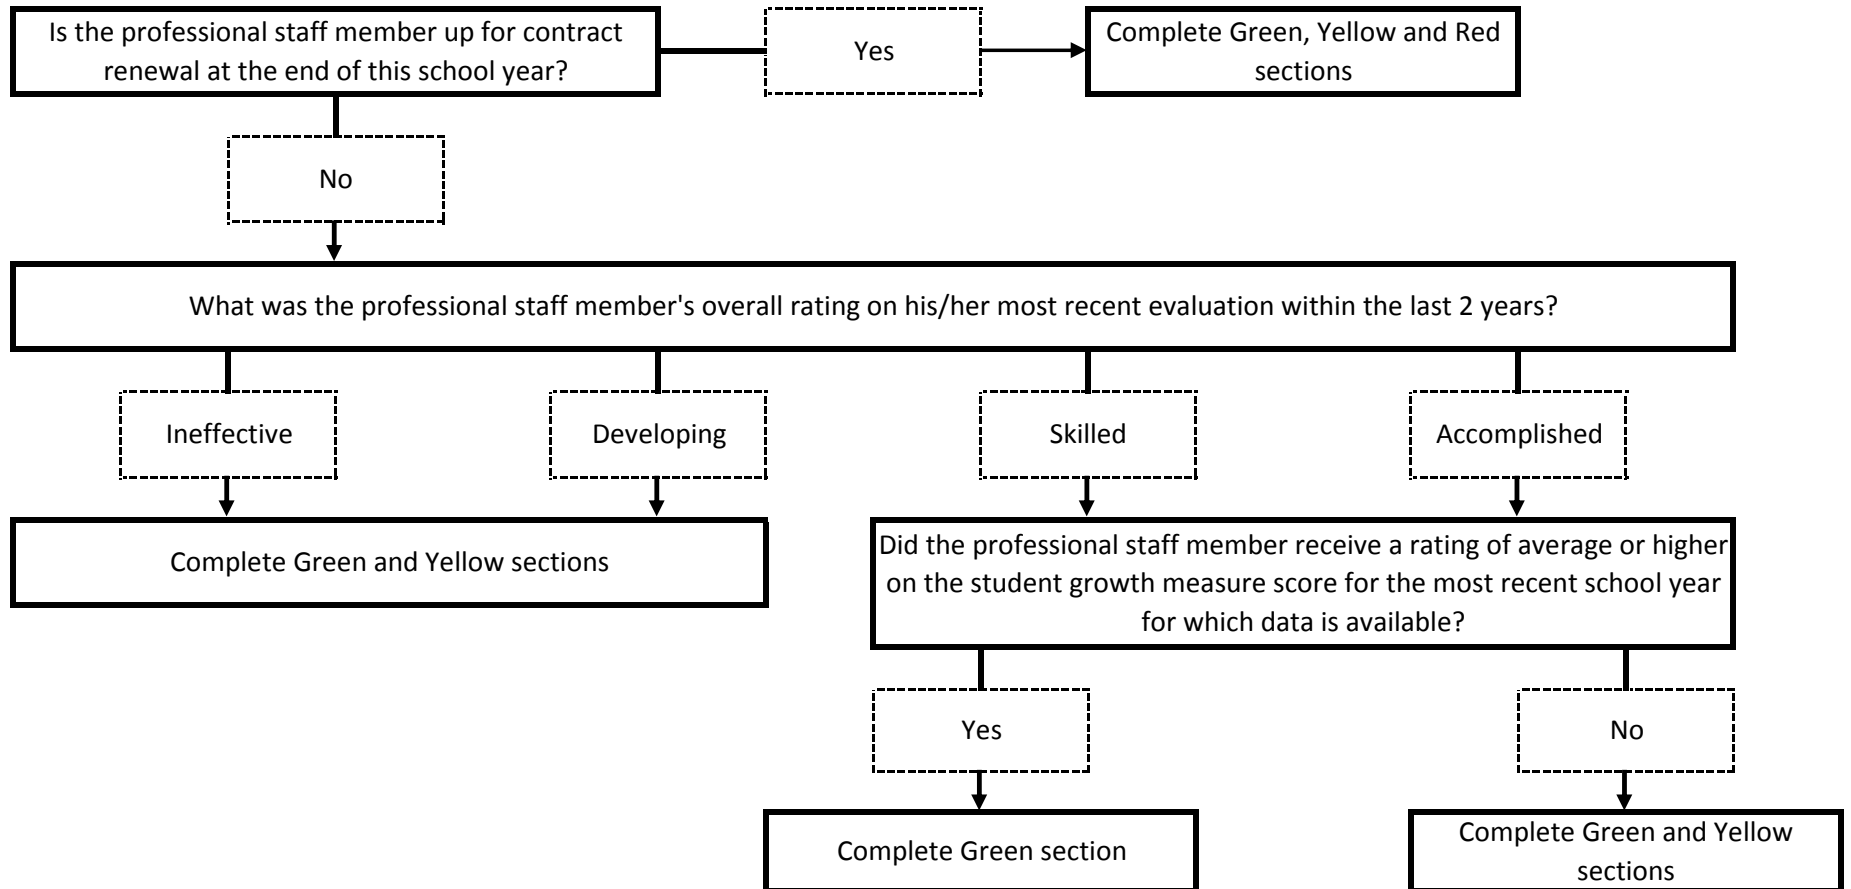 Is the professional staff member up for contract
renewal at the end of this school year?
Yes
Complete Green, Yellow and Red
sections
No
What was the professional staff member's overall rating on his/her most recent evaluation within the last 2 years?
Ineffective
Developing
Skilled
Accomplished
Complete Green and Yellow sections
Did the professional staff member receive a rating of average or higher
on the student growth measure score for the most recent school year
for which data is available?
Yes
No
Complete Green section
Complete Green and Yellow
sections